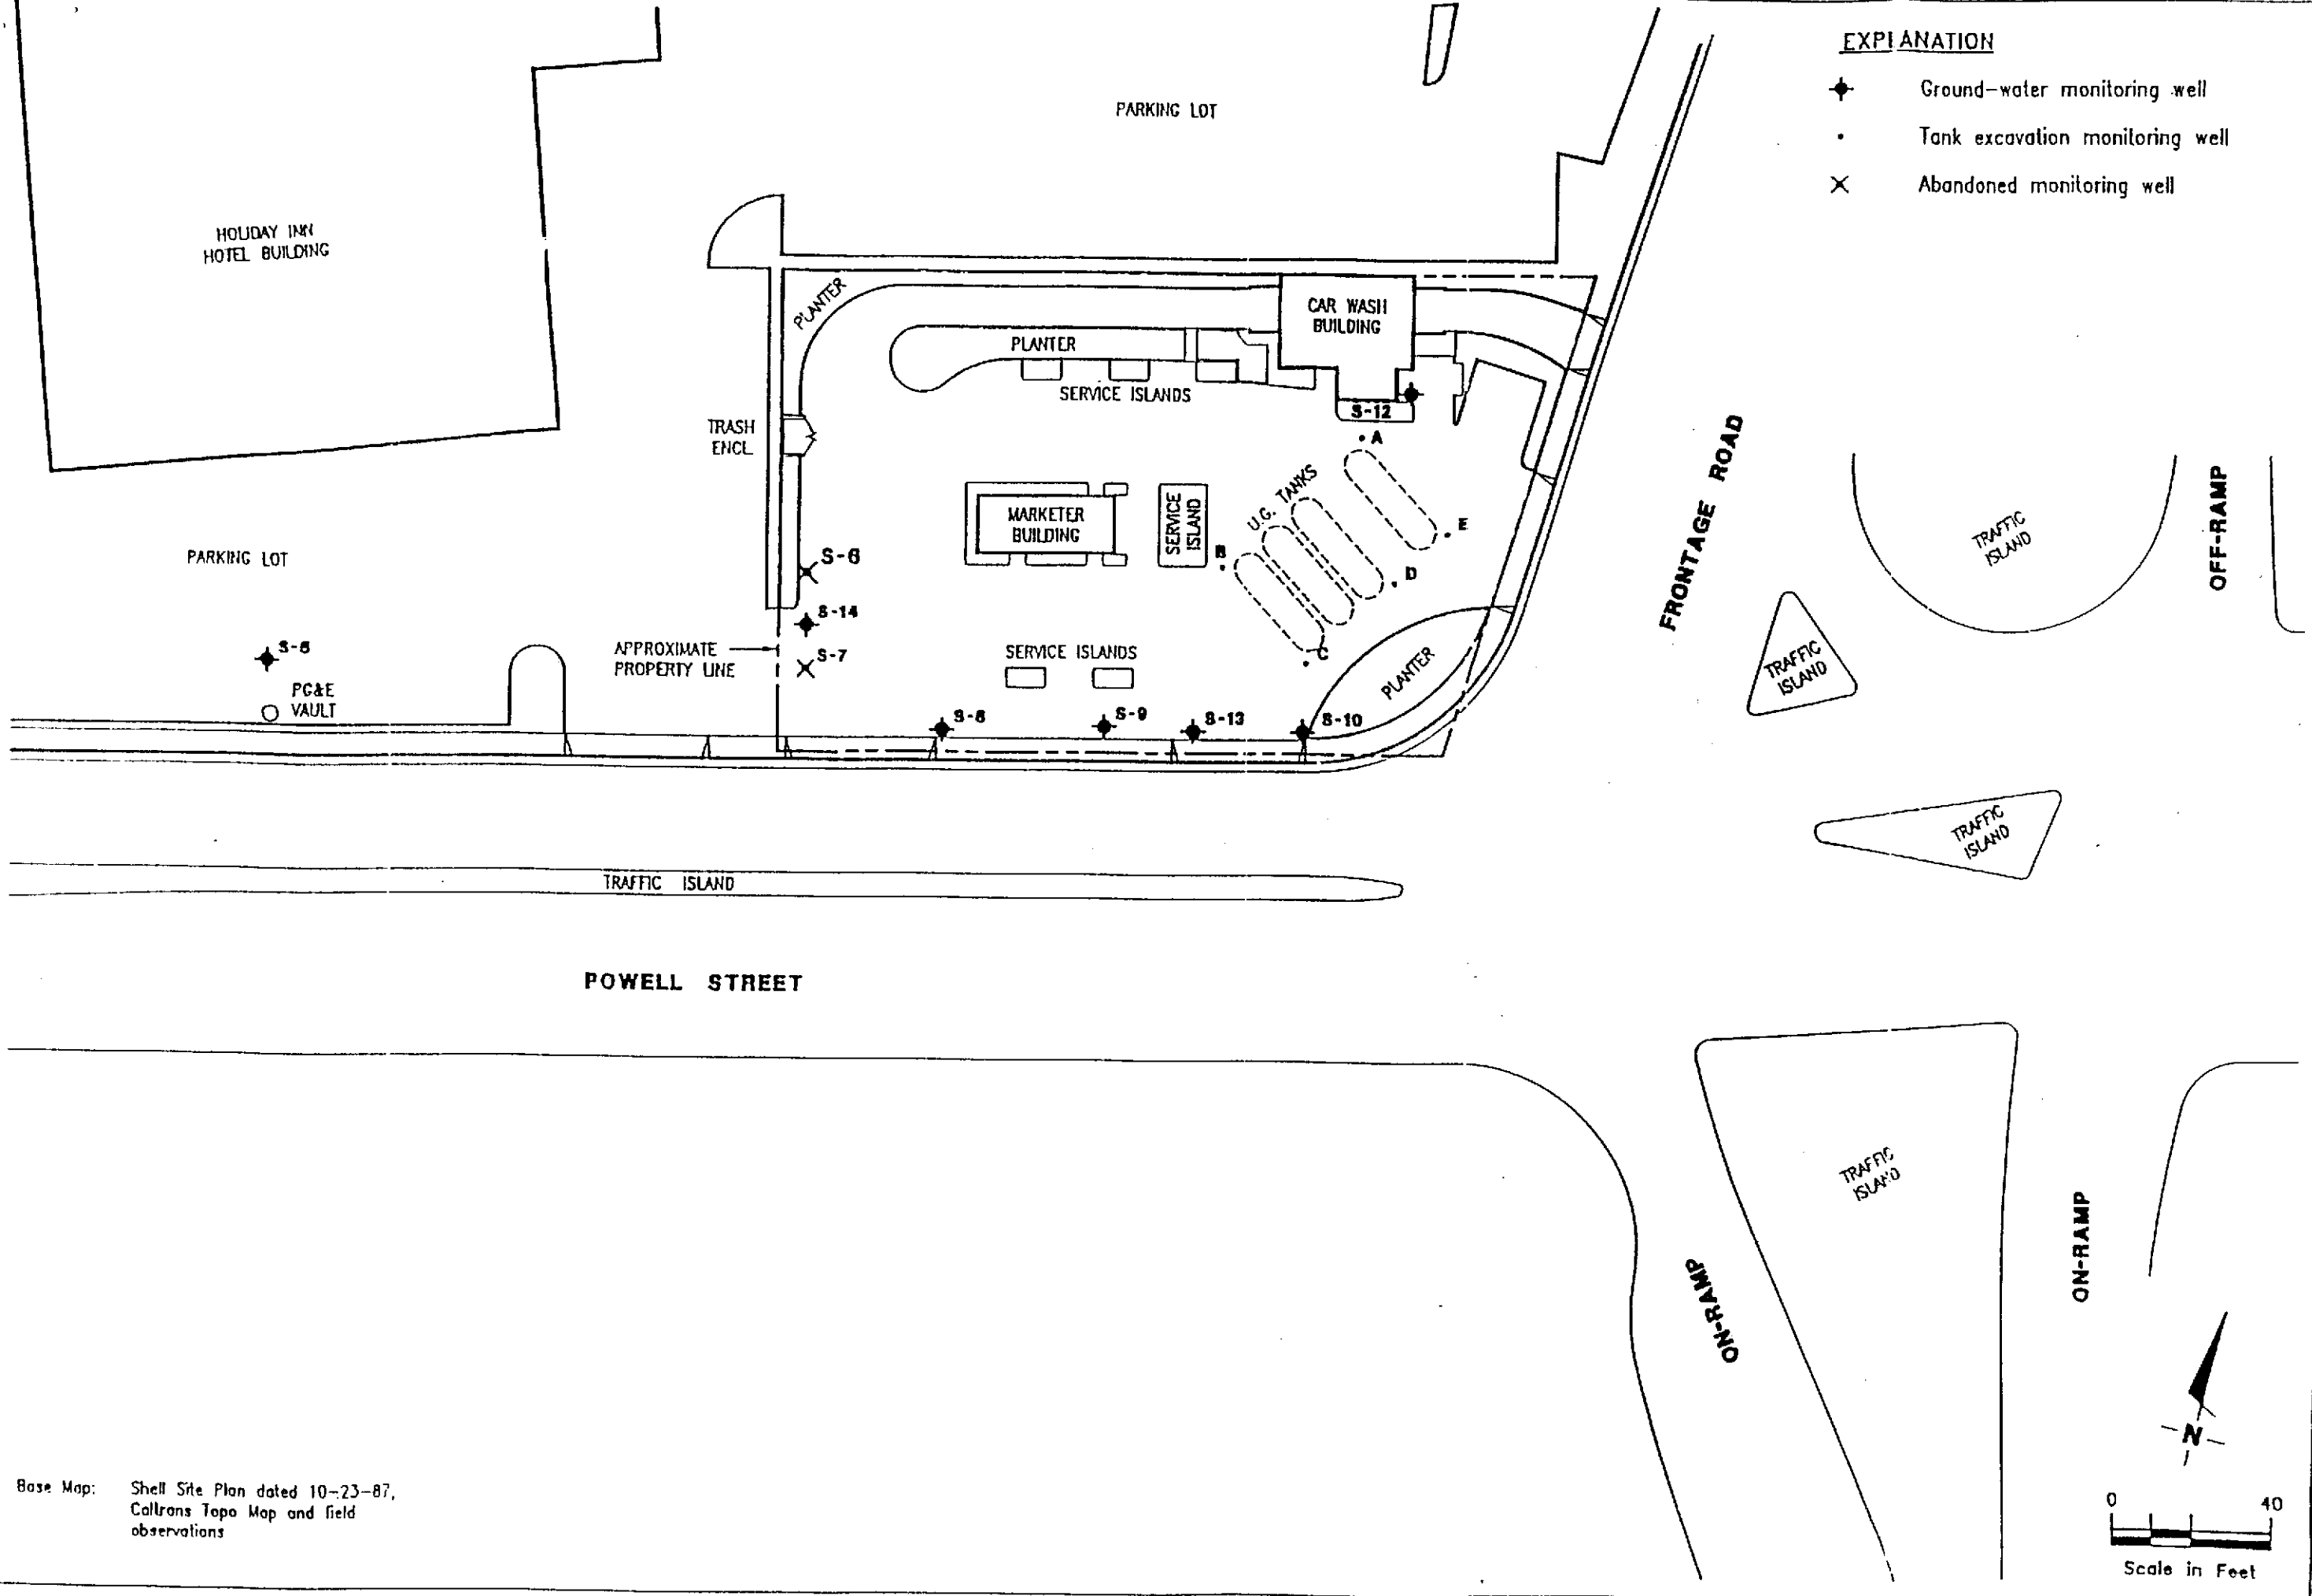 EXPLANATION
Ground-water monitoring well
Tank excavation monitoring well
Abandoned monitoring well
PARKING LOT
HOLIDAY INN
HOTEL BUILDING
PLANTER
CAR WASH
BUILDING
PLANTER
SERVICE ISLANDS
S-12
A
TRASH
ENCL.
U.G. TANKS
MARKETER
BUILDING
SERVICE
ISLAND
B
E
D
C
FRONTAGE ROAD
TRAFFIC
ISLAND
OFF-RAMP
PARKING LOT
S-6
S-14
S-7
S-5
APPROXIMATE
PROPERTY LINE
SERVICE ISLANDS
PLANTER
TRAFFIC
ISLAND
PG&E
VAULT
S-8
S-9
S-13
S-10
TRAFFIC
ISLAND
TRAFFIC ISLAND
POWELL STREET
TRAFFIC
ISLAND
ON-RAMP
ON-RAMP
N
Base Map: Shell Site Plan dated 10-23-87,
Caltrans Topo Map and field
observations
0 40
Scale in Feet